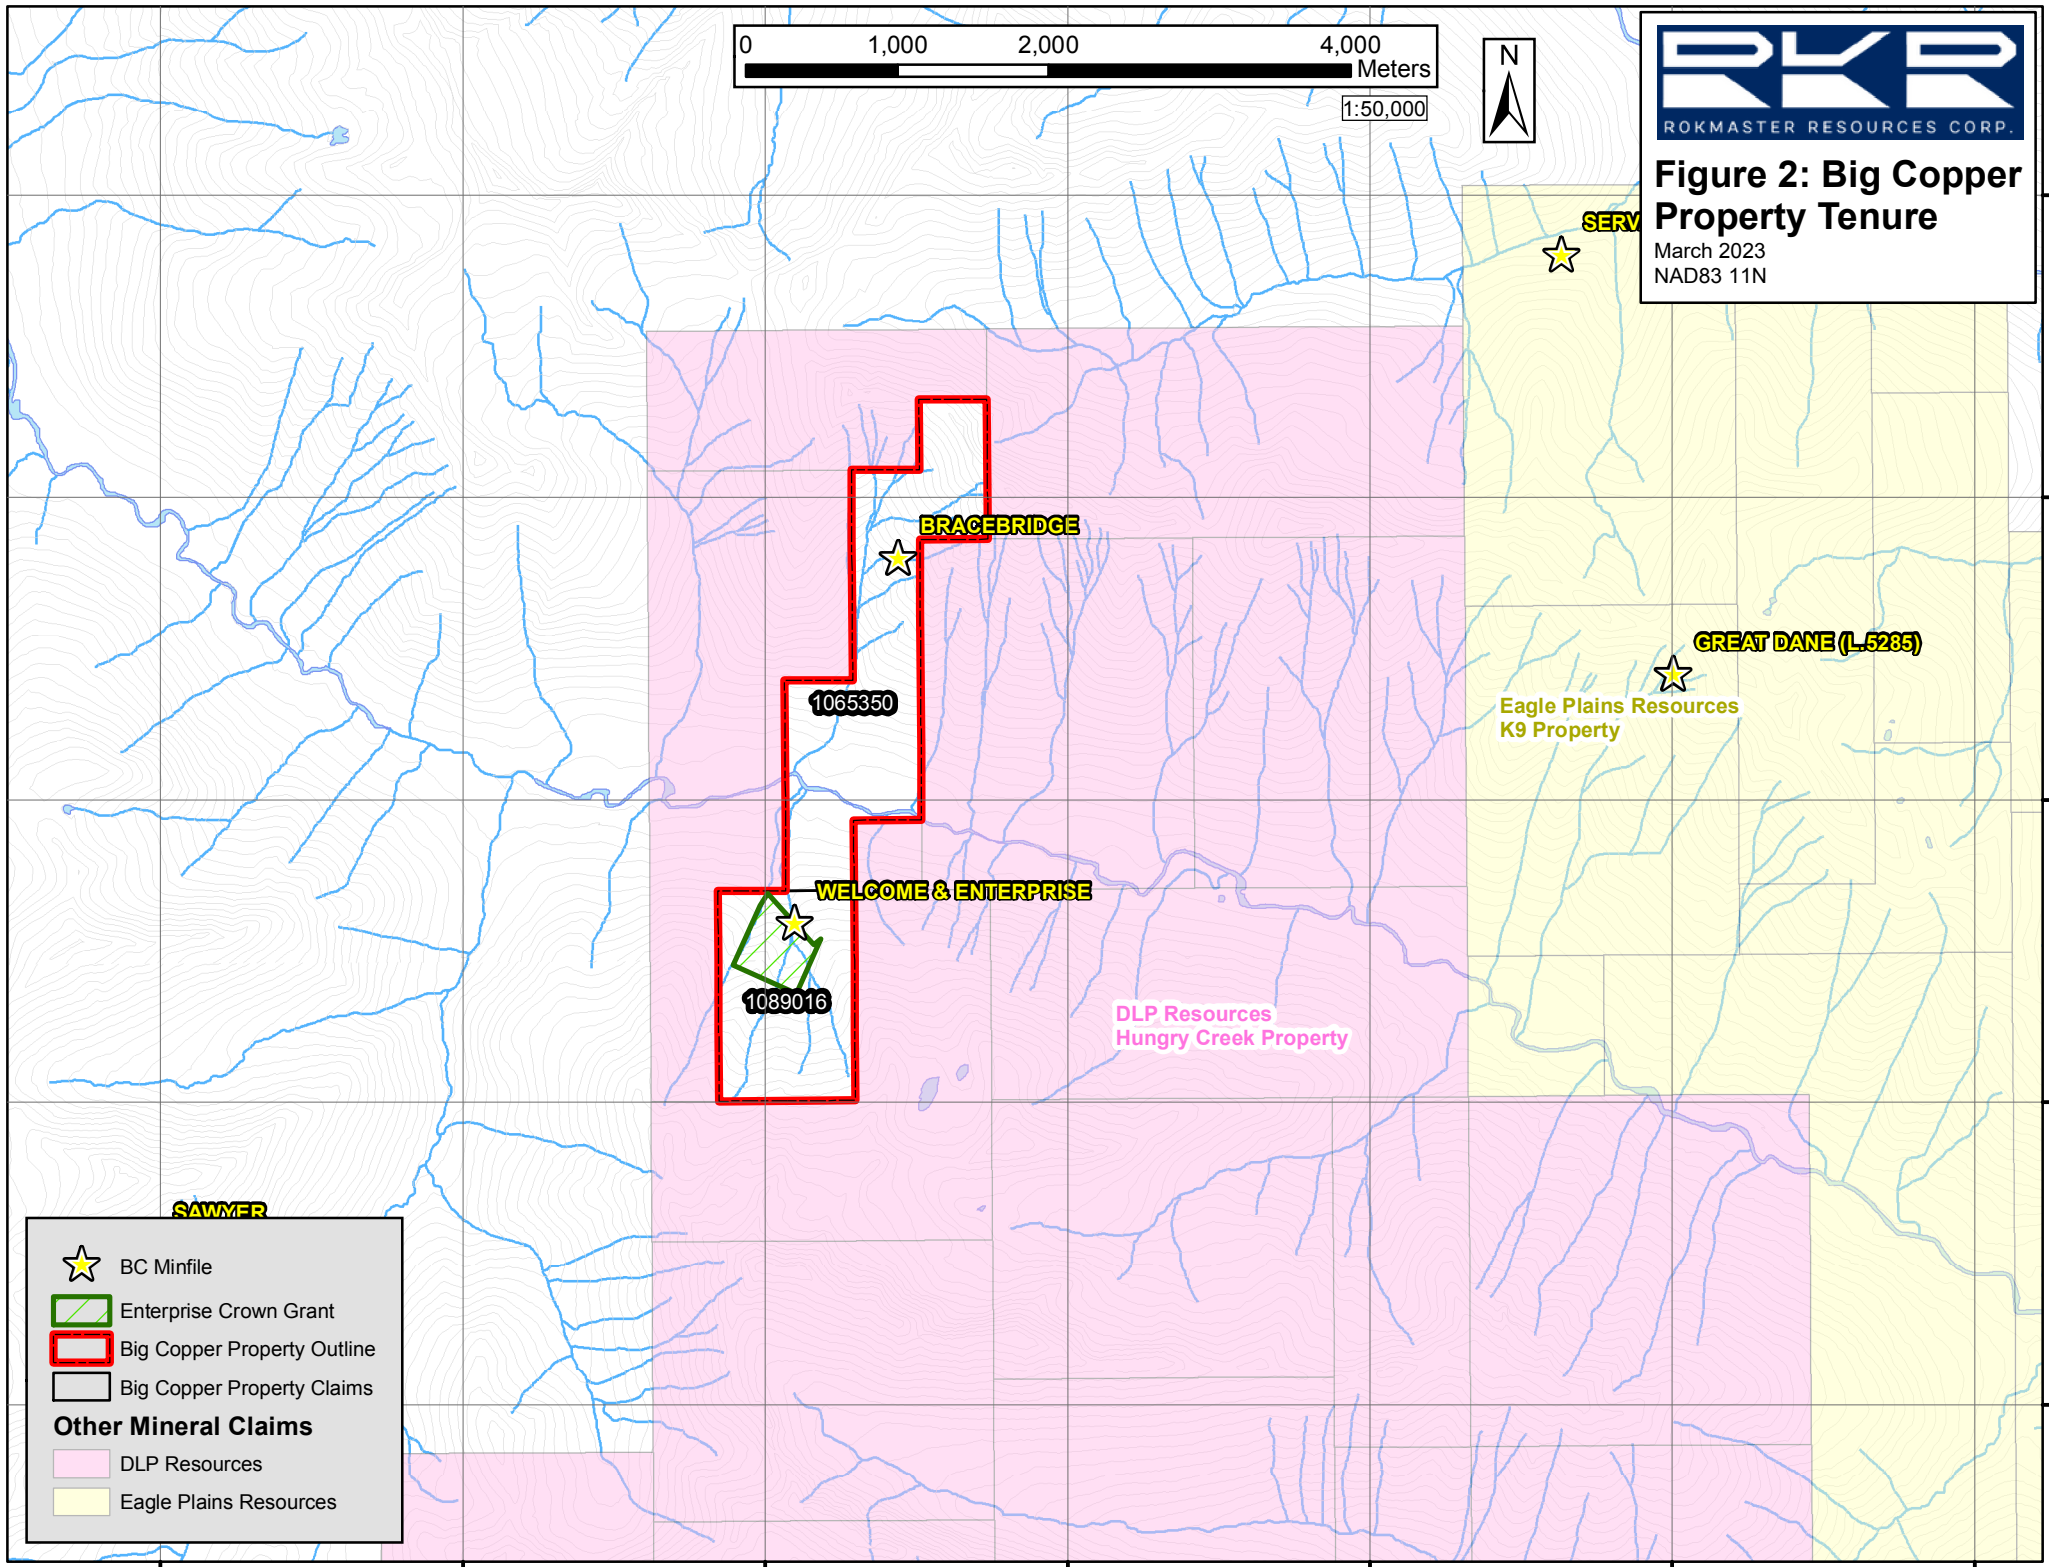 0 1,000 2,000 4,000
Meters
1:50,000
N
RKR
ROKMASTER RESOURCES CORP.
Figure 2: Big Copper
Property Tenure
March 2023
NAD83 11N
SERV
BRACEBRIDGE
GREAT DANE (L.5285)
Eagle Plains Resources
K9 Property
1065350
WELCOME & ENTERPRISE
1089016
DLP Resources
Hungry Creek Property
SAWYER
BC Minfile
Enterprise Crown Grant
Big Copper Property Outline
Big Copper Property Claims
Other Mineral Claims
DLP Resources
Eagle Plains Resources